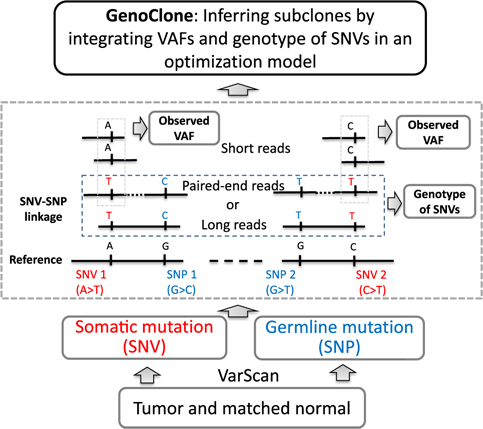 GenoClone: Inferring subclones by
integrating VAFs and genotype of SNVs in an
optimization model
A
Observed
VAF
A
Short reads
C
Observed
VAF
C
SNV-SNP
linkage
T C
Paired-end reads
or
T T
Genotype
of SNVs
T C
Long reads
T T
Reference
A G
G C
SNV 1
(A>T)
SNP 1
(G>C)
SNP 2
(G>T)
SNV 2
(C>T)
Somatic mutation
(SNV)
Germline mutation
(SNP)
VarScan
Tumor and matched normal